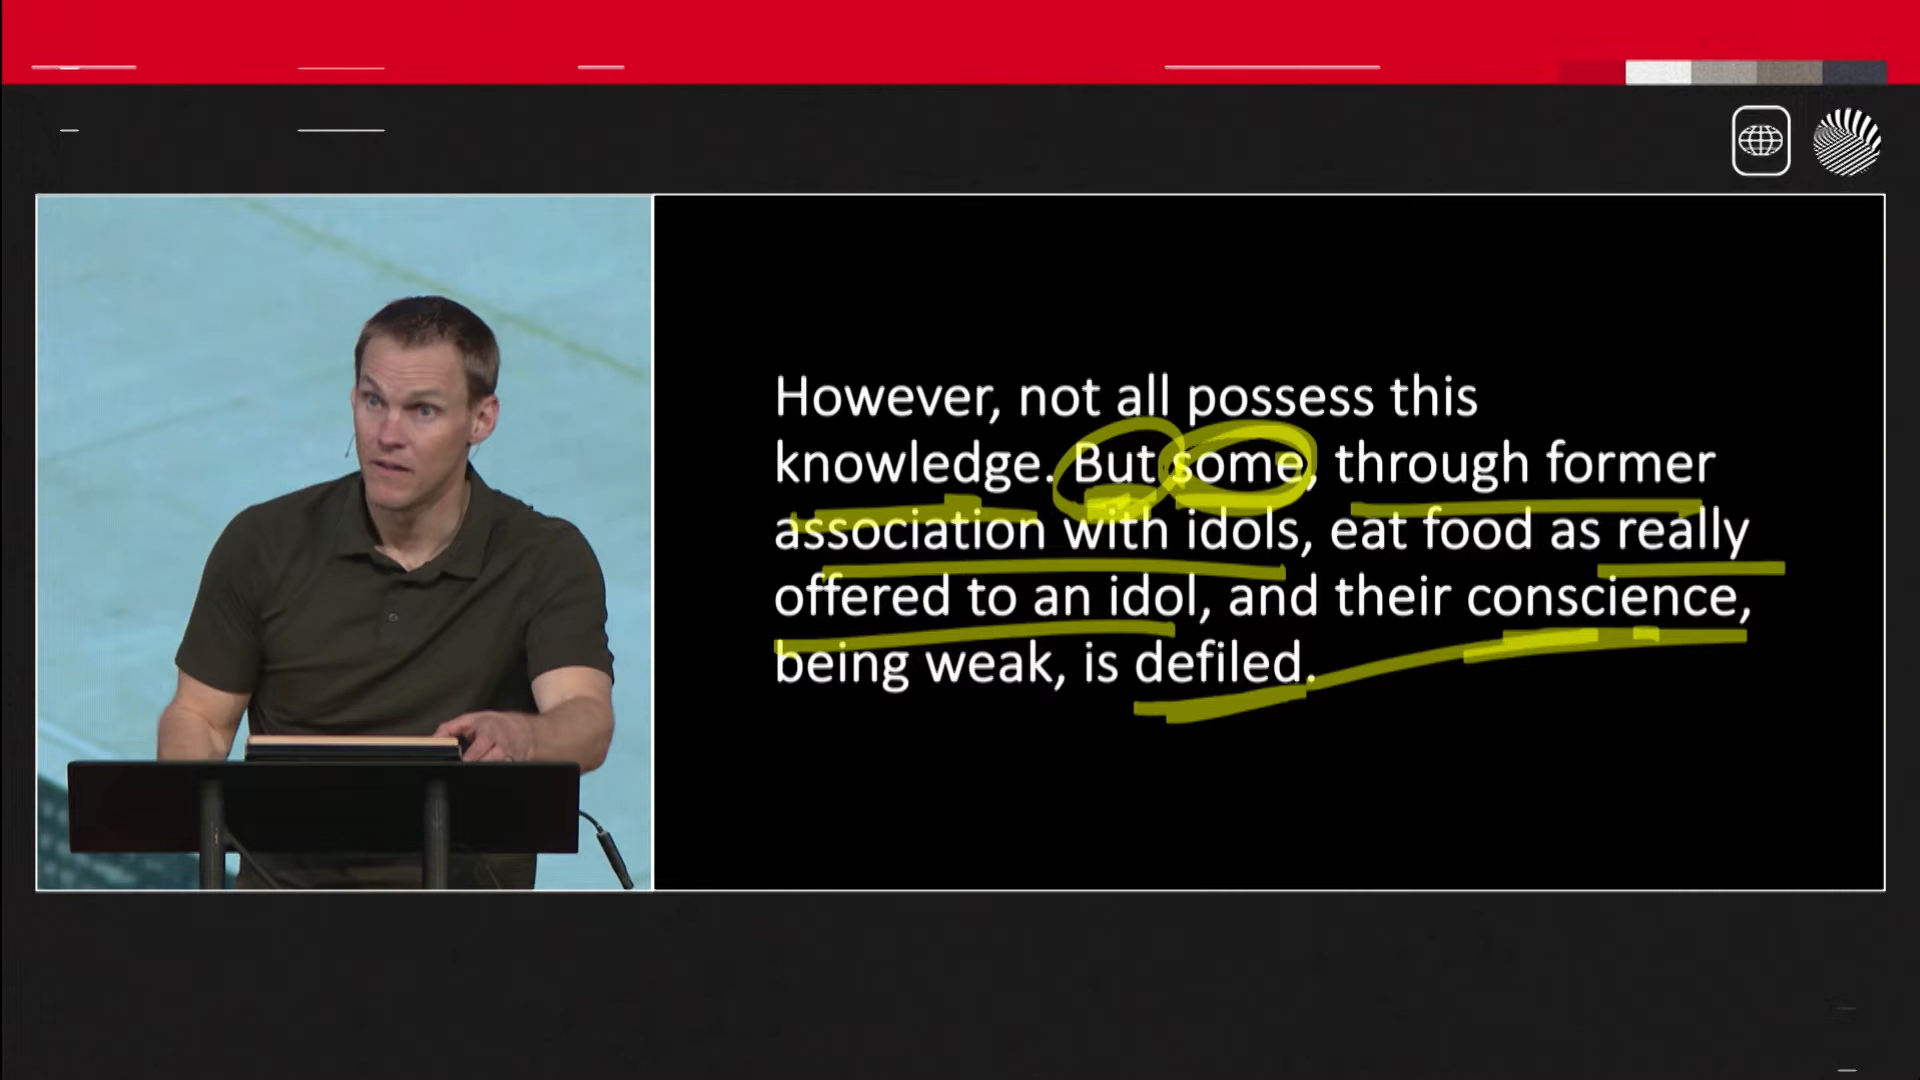 However, not all possess this
knowledge. But some, through former
association with idols, eat food as really
offered to an idol, and their conscience,
being weak, is defiled.